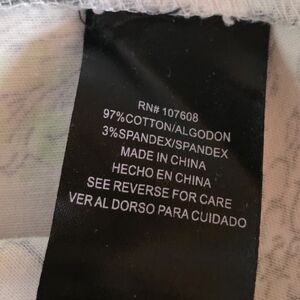 RN# 107608
97%COTTON/ALGODON
3%SPANDEX/SPANDEX
MADE IN CHINA
HECHO EN CHINA
SEE REVERSE FOR CARE
VER AL DORSO PARA CUIDADO